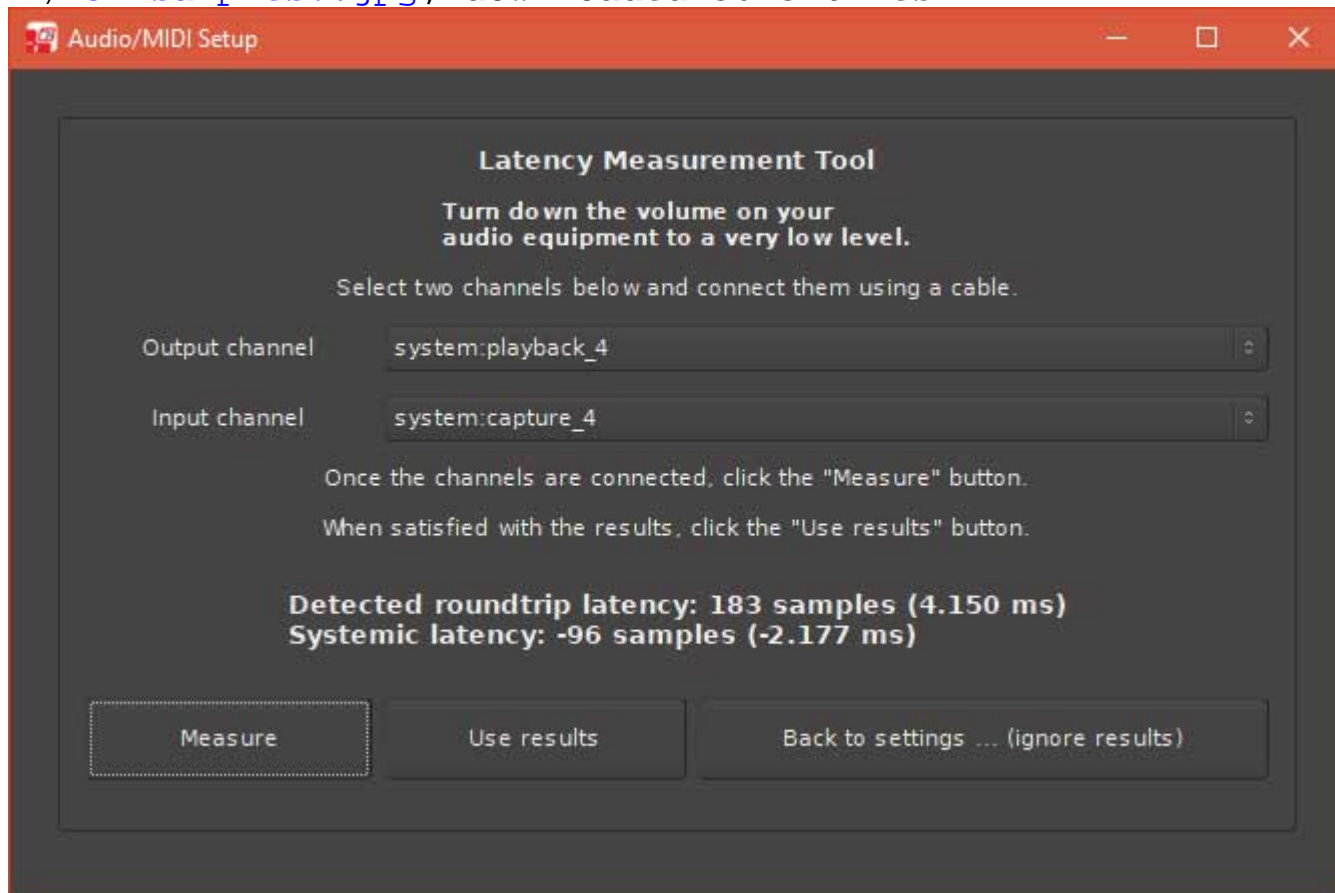 Audio/MIDI Setup
Latency Measurement Tool
Turn down the volume on your
audio equipment to a very low level.
Select two channels below and connect them using a cable.
Output channel system:playback_4
Input channel system:capture_4
Once the channels are connected, click the "Measure" button.
When satisfied with the results, click the "Use results" button.
Detected roundtrip latency: 183 samples (4.150 ms)
Systemic latency: -96 samples (-2.177 ms)
Measure Use results Back to settings ... (ignore results)